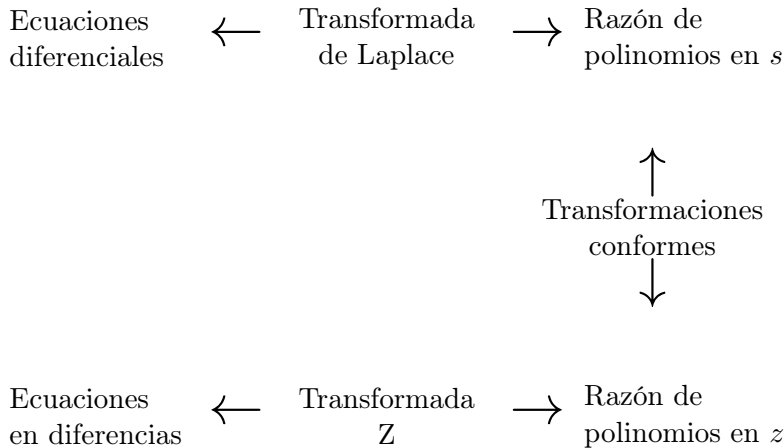 Ecuaciones
diferenciales
Transformada
de Laplace
Razón de
polinomios en s
Transformaciones
conformes
Ecuaciones
en diferencias
Transformada
Z
Razón de
polinomios en z